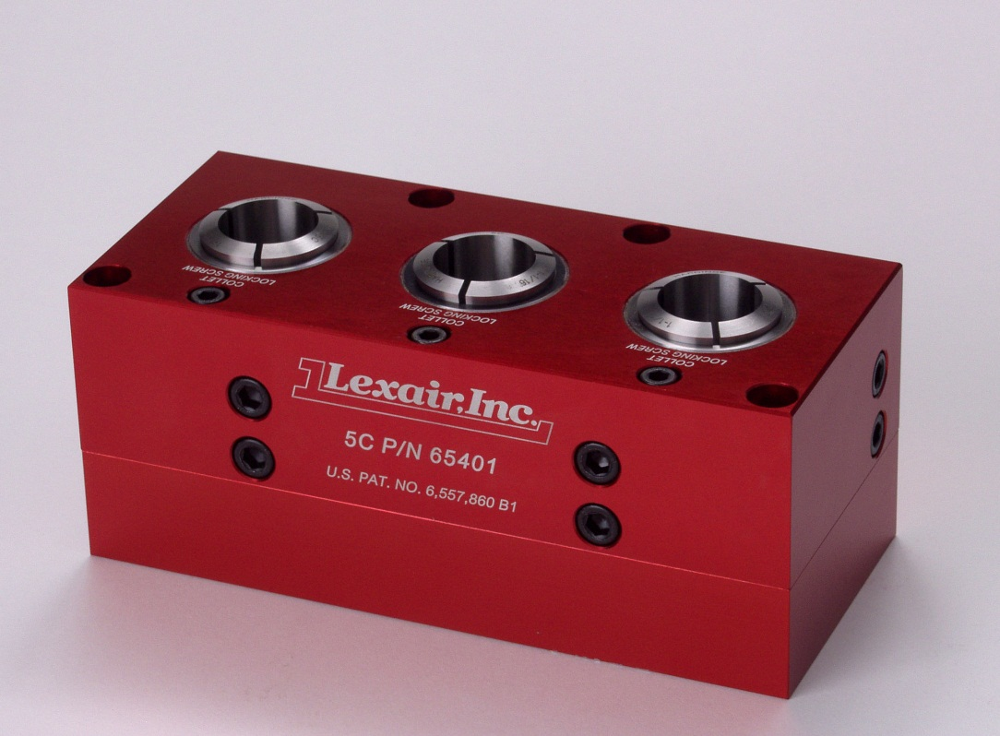 COLLET
LOCKING SCREW
COLLET
LOCKING SCREW
COLLET
LOCKING SCREW
Lexair, Inc.
5C P/N 65401
U.S. PAT. NO. 6,557,860 B1